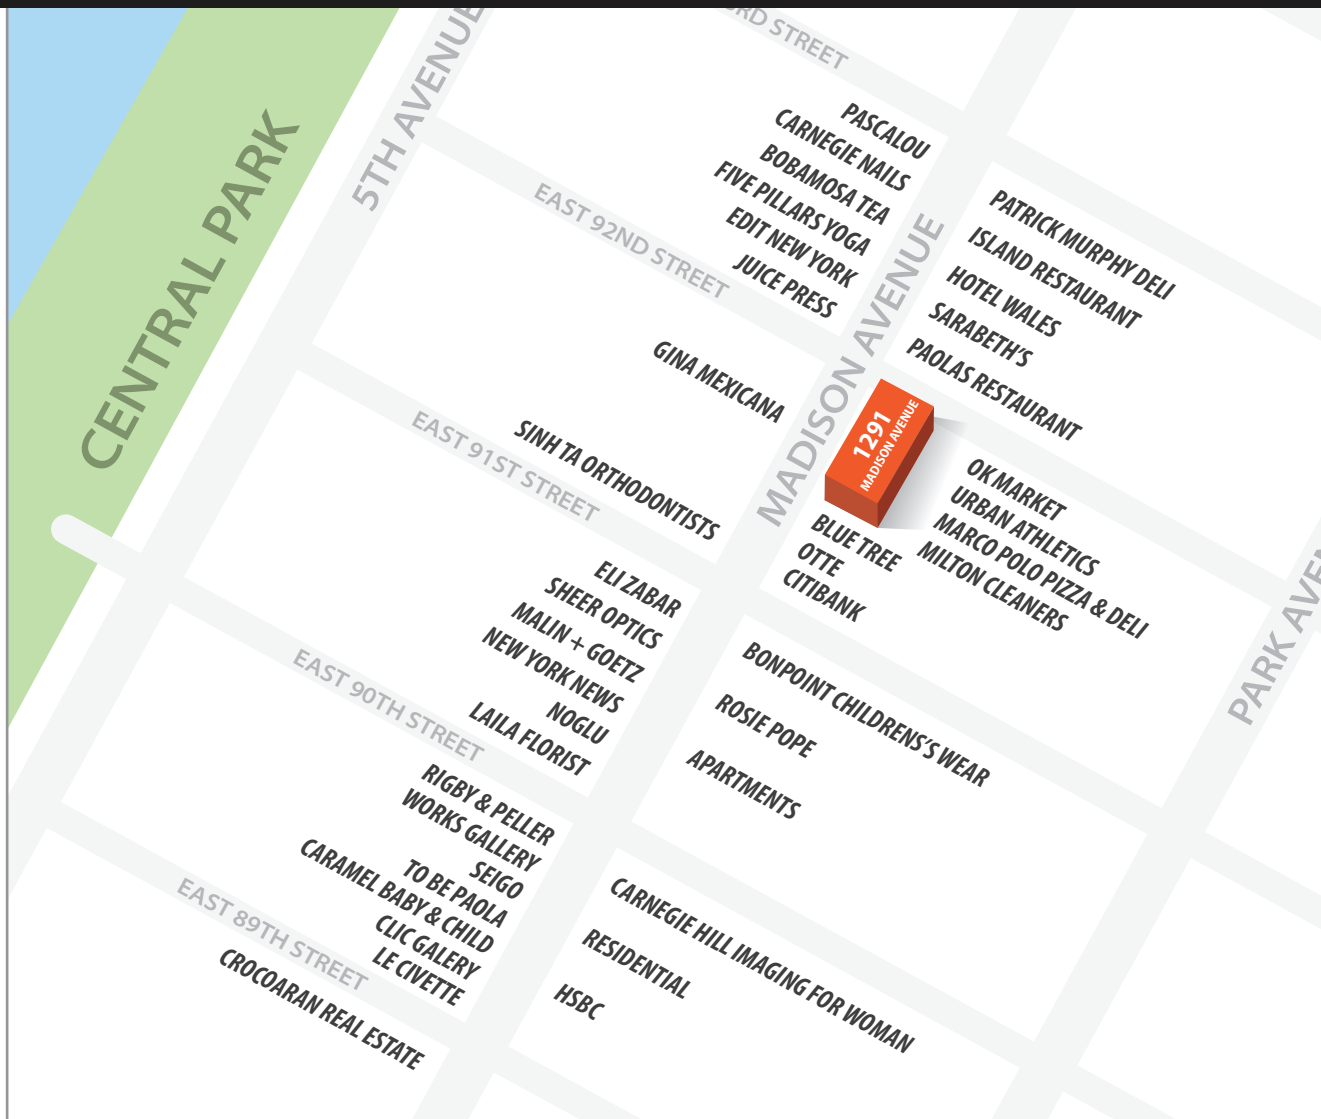 RD STREET
5TH AVENUE
CENTRAL PARK
EAST 92ND STREET
PASCALOU
CARNEGIE NAILS
BOBAMOSA TEA
FIVE PILLARS YOGA
EDIT NEW YORK
JUICE PRESS
MADISON AVENUE
PATRICK MURPHY DELI
ISLAND RESTAURANT
HOTEL WALES
SARABETH'S
PAOLAS RESTAURANT
GINA MEXICANA
SINH TA ORTHODONTISTS
EAST 91ST STREET
1291
MADISON AVENUE
OK MARKET
URBAN ATHLETICS
MARCO POLO PIZZA & DELI
MILTON CLEANERS
BLUE TREE
OTTE
CITIBANK
PARK AVEN
ELI ZABAR
SHEER OPTICS
MALIN + GOETZ
NEW YORK NEWS
NOGLU
LAILA FLORIST
EAST 90TH STREET
BONPOINT CHILDRENS'S WEAR
ROSIE POPE
APARTMENTS
RIGBY & PELLER
WORKS GALLERY
SEIGO
TO BE PAOLA
CARAMEL BABY & CHILD
CLIC GALERY
LE CIVETTE
EAST 89TH STREET
CROCOARAN REAL ESTATE
CARNEGIE HILL IMAGING FOR WOMAN
RESIDENTIAL
HSBC